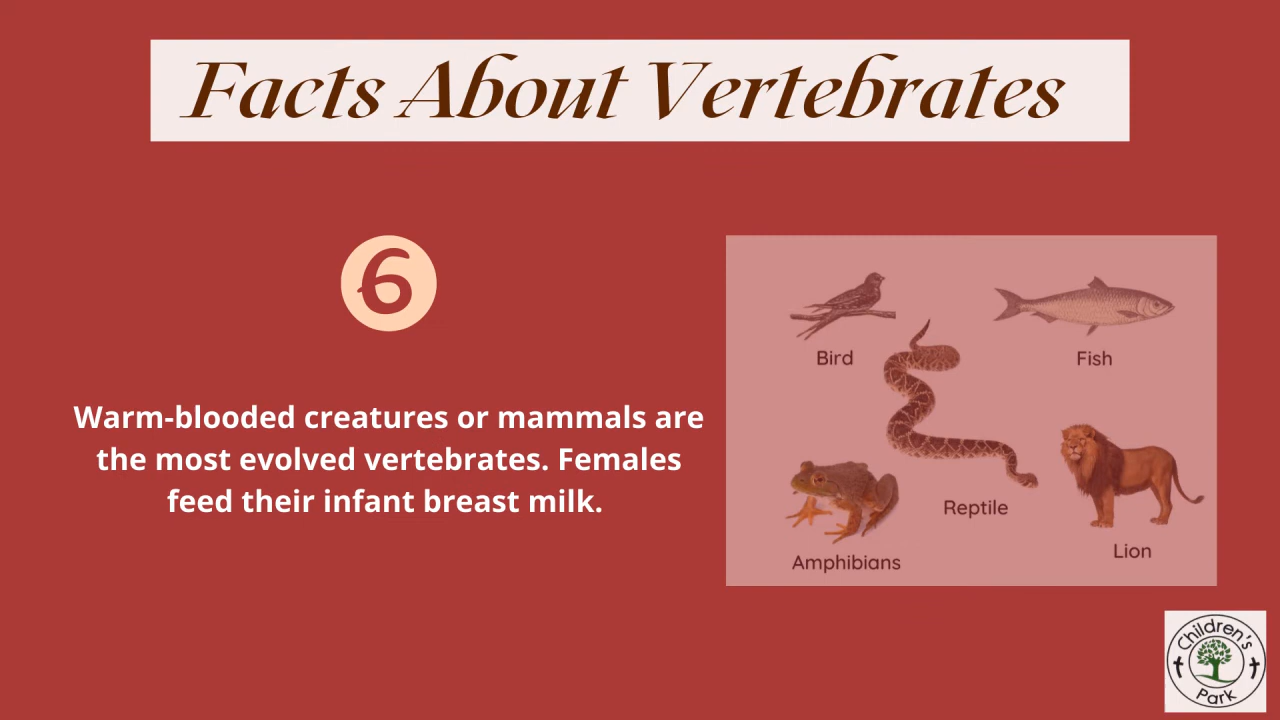 Facts About Vertebrates
6
Warm-blooded creatures or mammals are
the most evolved vertebrates. Females
feed their infant breast milk.
Bird
Fish
Reptile
Lion
Amphibians
Children's
Park